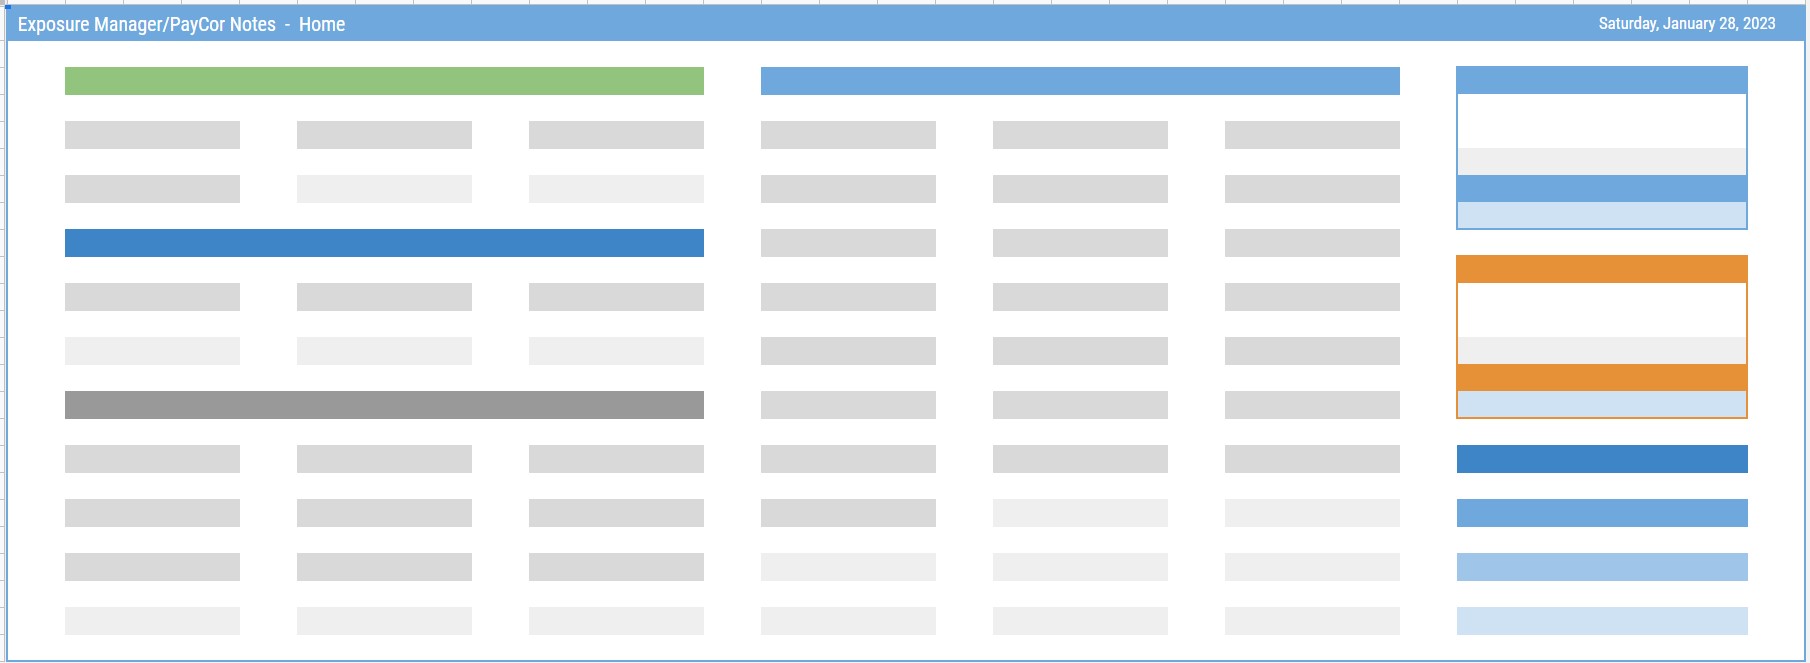 Exposure Manager/PayCor Notes - Home
Saturday, January 28, 2023